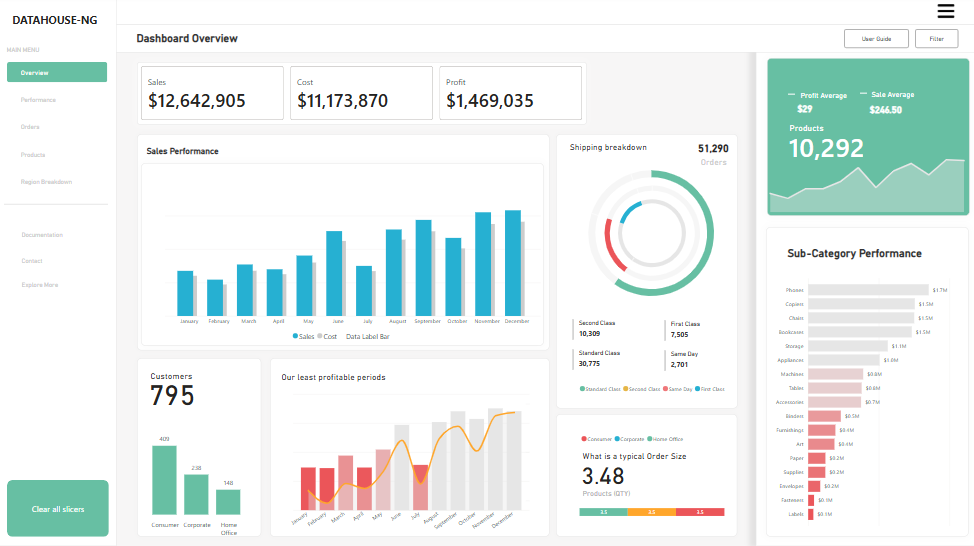 DATAHOUSE-NG
MAIN MENU
Overview
Performance
Orders
Products
Region Breakdown
Documentation
Contact
Explore More
Clear all slicers
Dashboard Overview
User Guide
Filter
Sales
$12,642,905
Cost
$11,173,870
Profit
$1,469,035
Sales Performance
January February March April May June July August September October November December
Sales Cost Data Label Bar
Shipping breakdown
51,290
Orders
Second Class
10,309
First Class
7,505
Standard Class
30,775
Same Day
2,701
Standard Class Second Class Same Day First Class
Profit Average
$29
Sale Average
$246.50
Products
10,292
Sub-Category Performance
Phones $1.7M
Copiers $1.5M
Chairs $1.5M
Bookcases $1.5M
Storage $1.1M
Appliances $1.0M
Machines $0.8M
Tables $0.8M
Accessories $0.7M
Binders $0.5M
Furnishings $0.4M
Art $0.4M
Paper $0.2M
Supplies $0.2M
Envelopes $0.2M
Fasteners $0.1M
Labels $0.1M
Customers
795
409
238
148
Consumer Corporate Home
Office
Our least profitable periods
January February March April May June July August September October November December
Consumer Corporate Home Office
What is a typical Order Size
3.48
Products (QTY)
3.5 3.5 3.5